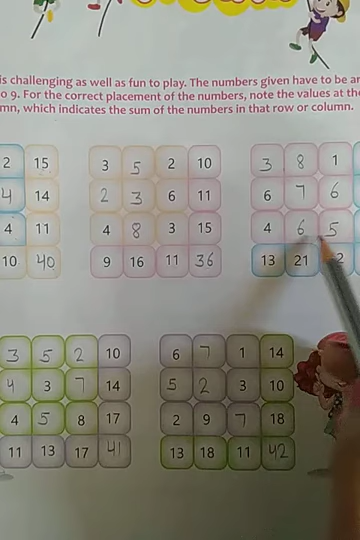 is challenging as well as fun to play. The numbers given have to be ar
o 9. For the correct placement of the numbers, note the values at the
mn, which indicates the sum of the numbers in that row or column.
2 15
4 14
4 11
10 40
3 5 2 10
2 3 6 11
4 8 3 15
9 16 11 36
3 8 1
6 7 6
4 6 5
13 21 2
3 5 2 10
4 3 7 14
4 5 8 17
11 13 17 41
6 7 1 14
5 2 3 10
2 9 7 18
13 18 11 42